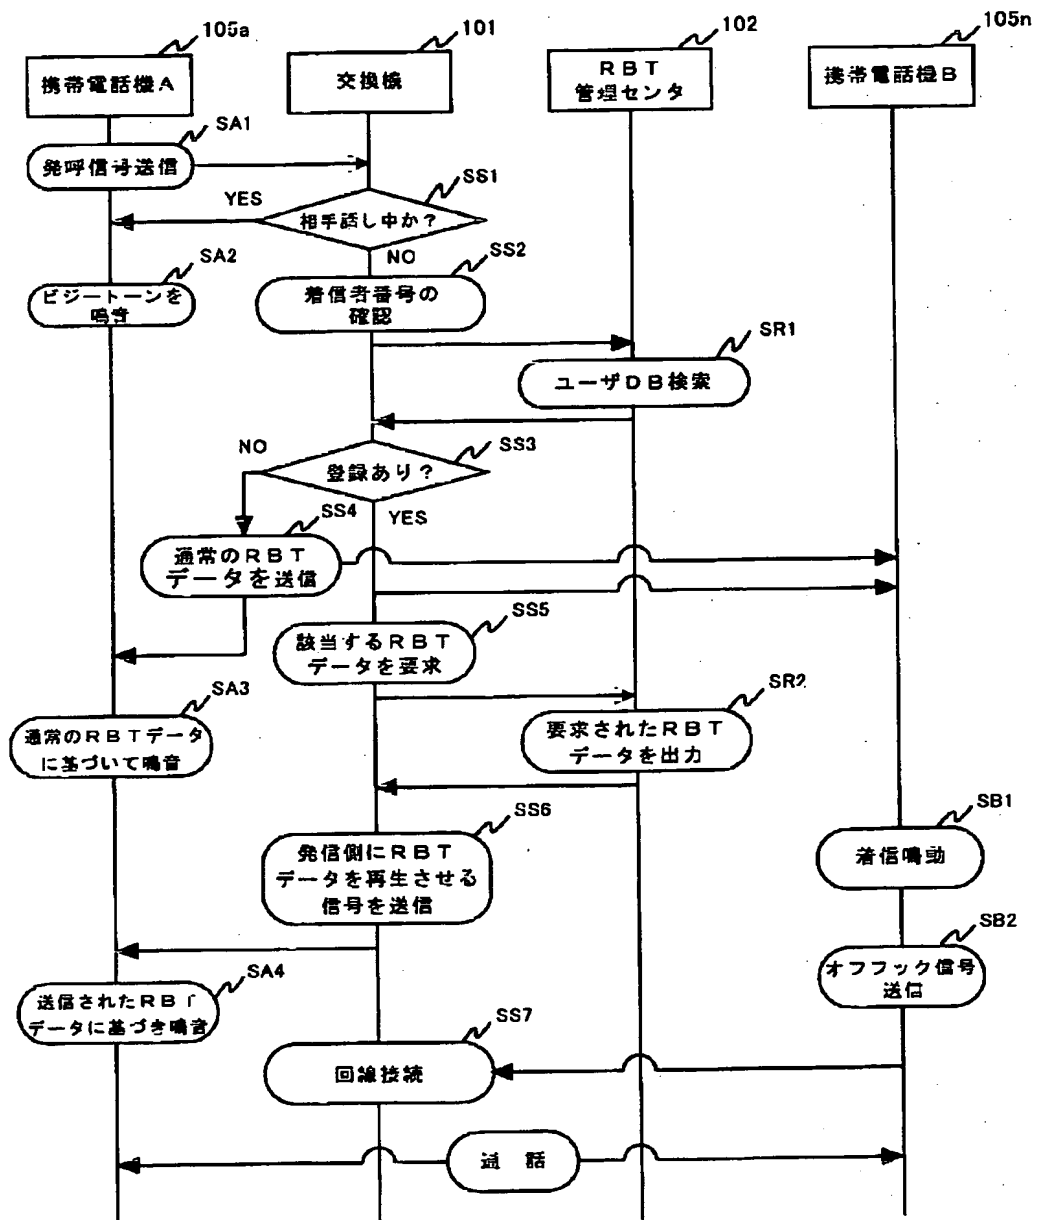 105a
101
102
105n
携帯電話機A
交換機
RBT
管理センタ
携帯電話機B
SA1
発呼信号送信
SS1
YES
相手話し中か?
NO
SA2
SS2
ビジートーンを
鳴音
着信者番号の
確認
SR1
ユーザDB検索
NO
SS3
登録あり?
SS4
YES
通常のRBT
データを送信
SS5
該当するRBT
データを要求
SA3
SR2
通常のRBTデータ
に基づいて鳴音
要求されたRBT
データを出力
SS6
SB1
発信側にRBT
データを再生させる
信号を送信
着信鳴動
SB2
SA4
オフフック信号
送信
送信されたRBT
データに基づき鳴音
SS7
回線接続
通話